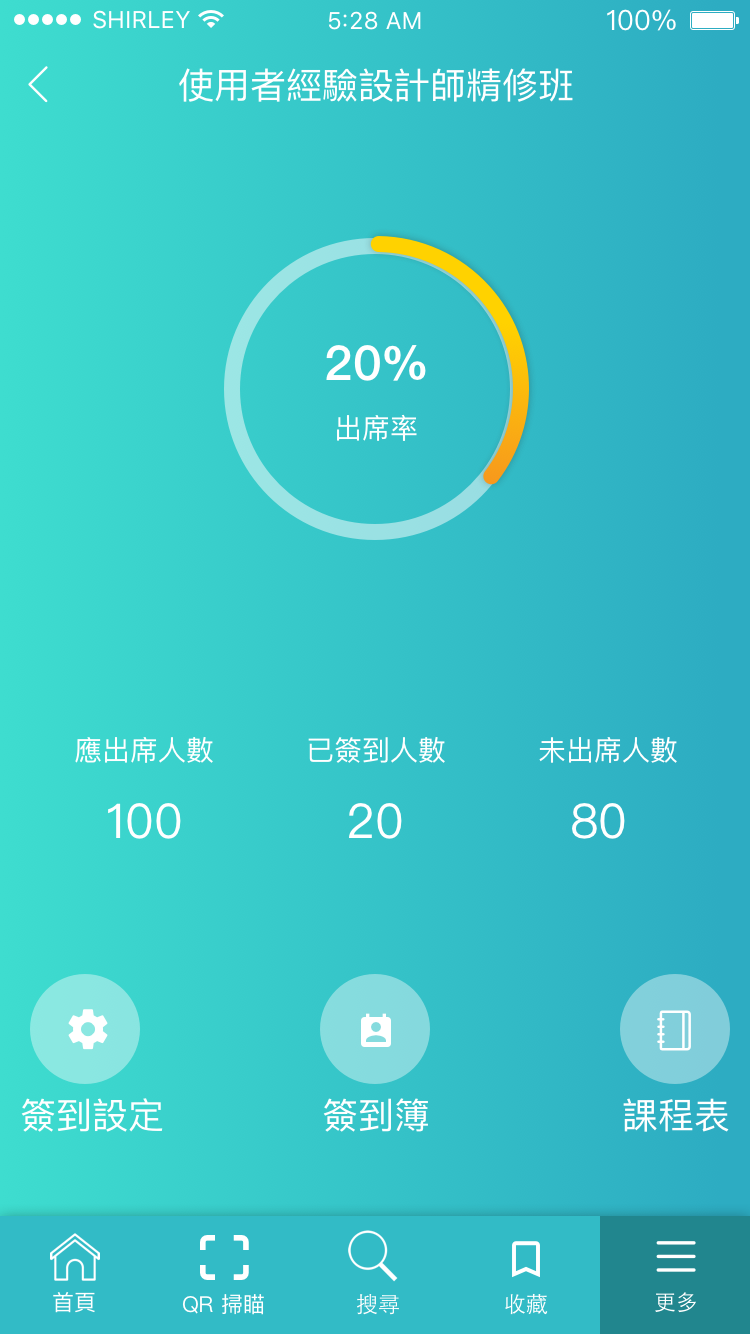 SHIRLEY 5:28 AM 100%
使用者經驗設計師精修班
20%
出席率
應出席人數 已簽到人數 未出席人數
100 20 80
簽到設定 簽到簿 課程表
首頁 QR 掃瞄 搜尋 收藏 更多